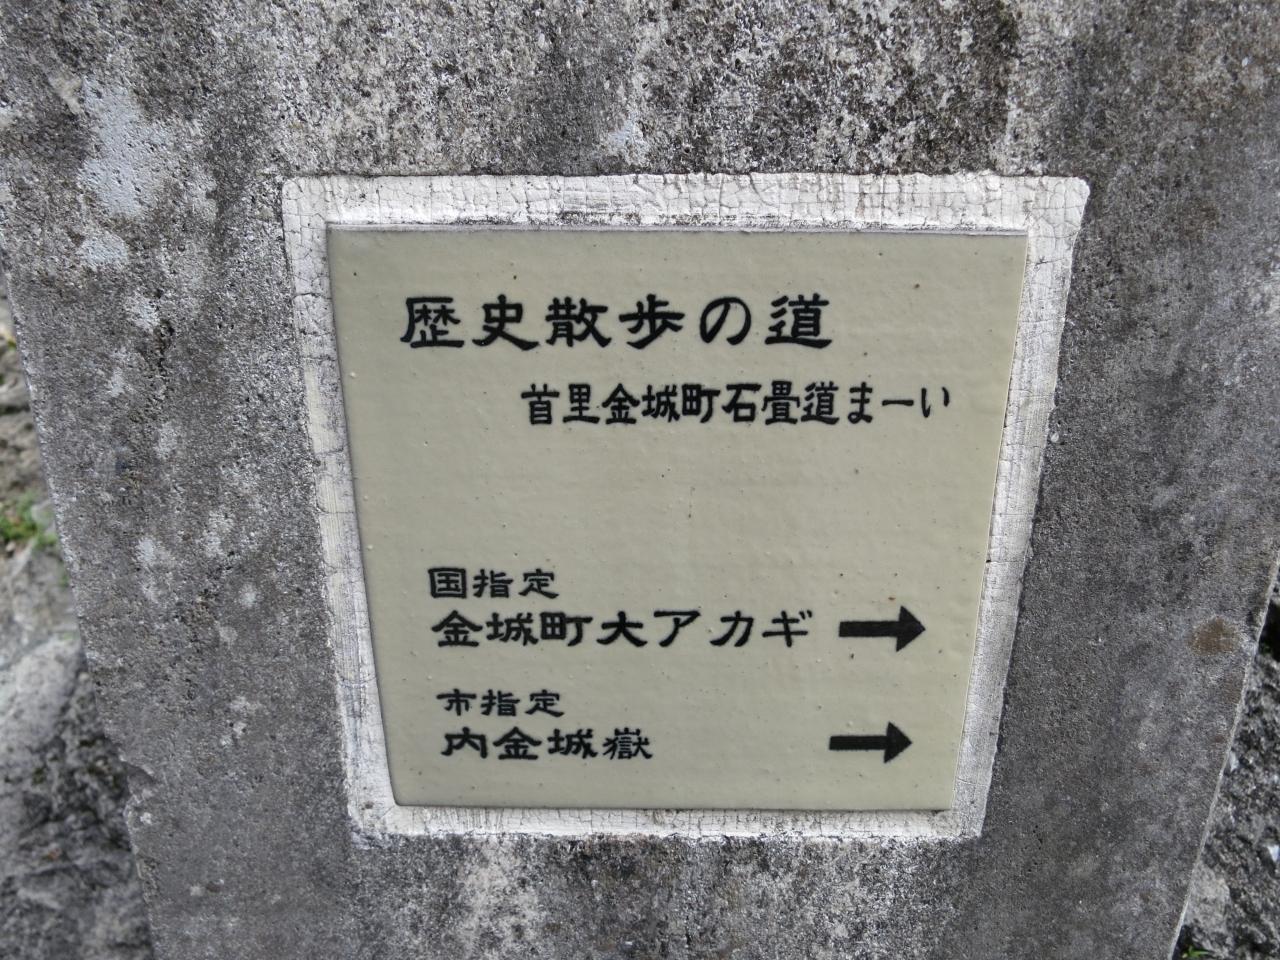 歴史散歩の道
首里金城町石畳道まーい
国指定
金城町大アカギ →
市指定
内金城嶽 →